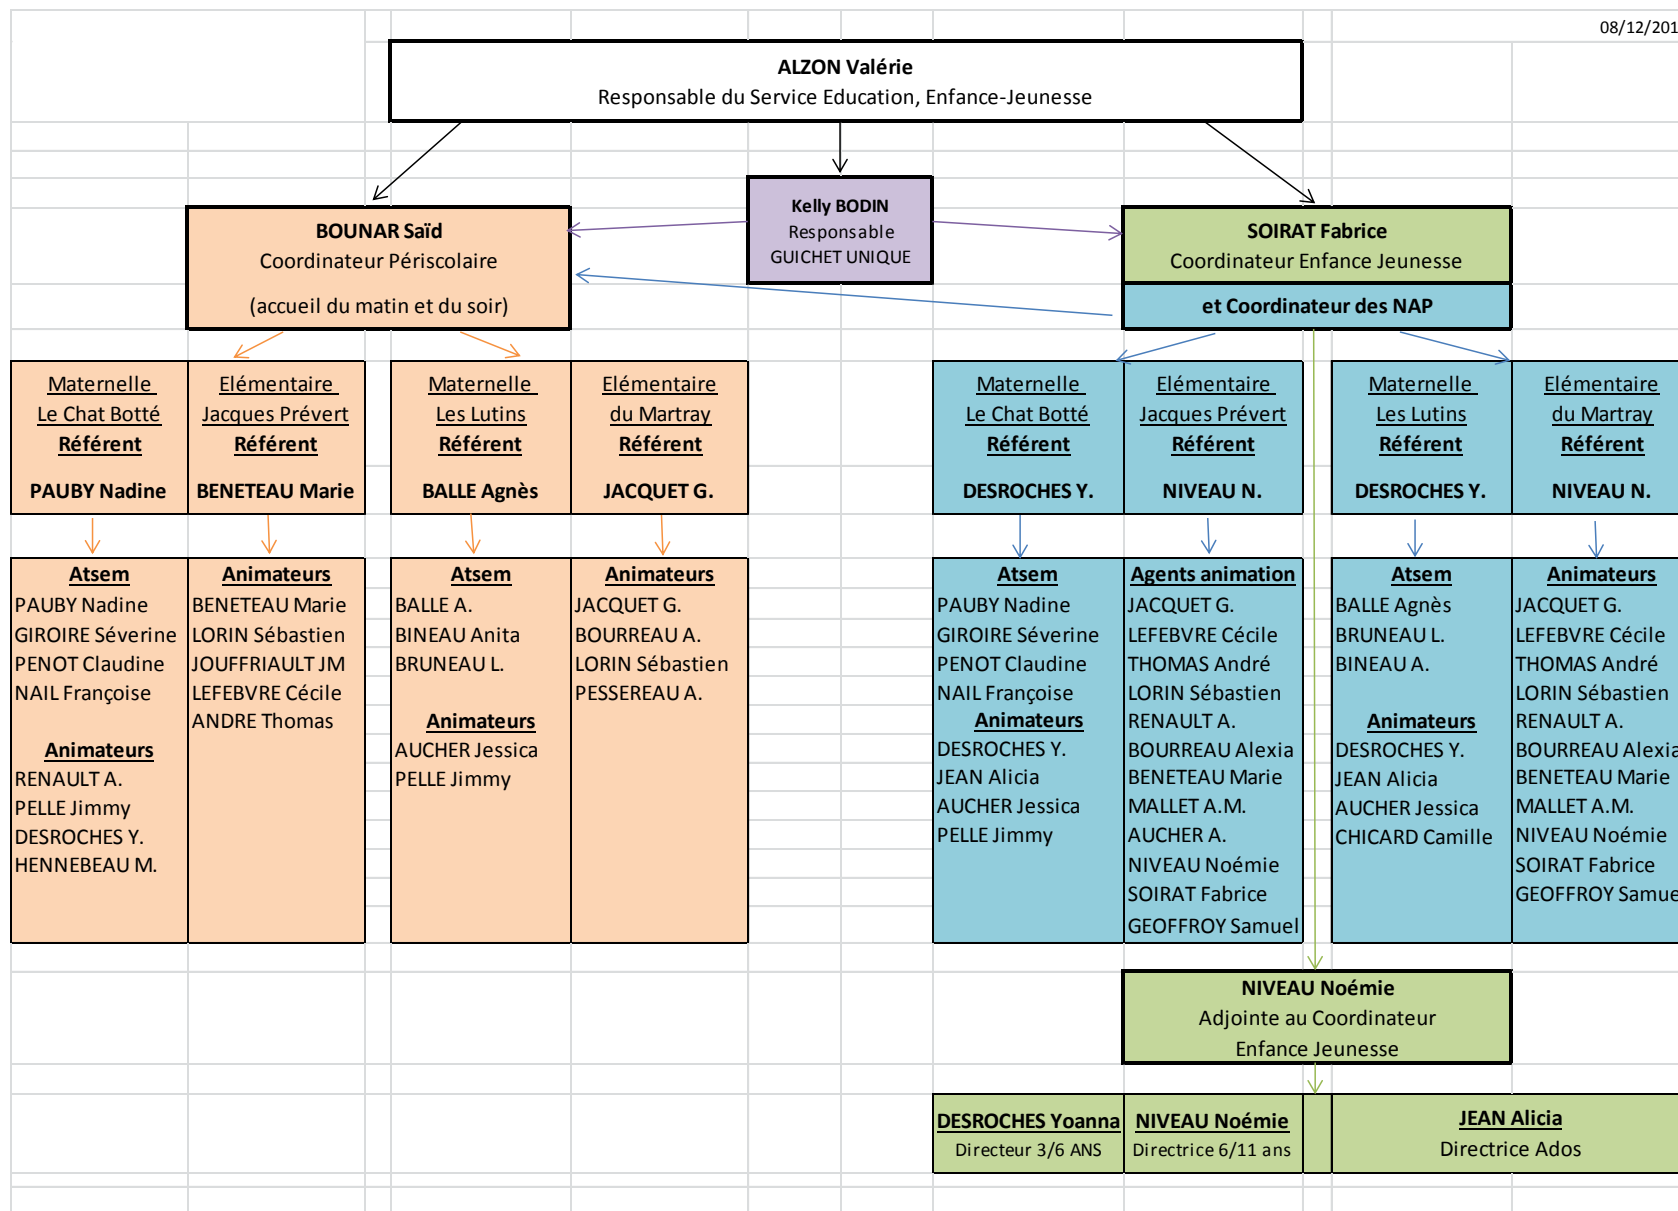 08/12/201
ALZON Valérie
Responsable du Service Education, Enfance-Jeunesse
Kelly BODIN
Responsable
GUICHET UNIQUE
BOUNAR Saïd
Coordinateur Périscolaire
(accueil du matin et du soir)
SOIRAT Fabrice
Coordinateur Enfance Jeunesse
et Coordinateur des NAP
Maternelle
Le Chat Botté
Référent
PAUBY Nadine
Elémentaire
Jacques Prévert
Référent
BENETEAU Marie
Maternelle
Les Lutins
Référent
BALLE Agnès
Elémentaire
du Martray
Référent
JACQUET G.
Maternelle
Le Chat Botté
Référent
DESROCHES Y.
Elémentaire
Jacques Prévert
Référent
NIVEAU N.
Maternelle
Les Lutins
Référent
DESROCHES Y.
Elémentaire
du Martray
Référent
NIVEAU N.
Atsem
PAUBY Nadine
GIROIRE Séverine
PENOT Claudine
NAIL Françoise
Animateurs
RENAULT A.
PELLE Jimmy
DESROCHES Y.
HENNEBEAU M.
Animateurs
BENETEAU Marie
LORIN Sébastien
JOUFFRIAULT JM
LEFEBVRE Cécile
ANDRE Thomas
Atsem
BALLE A.
BINEAU Anita
BRUNEAU L.
Animateurs
AUCHER Jessica
PELLE Jimmy
Animateurs
JACQUET G.
BOURREAU A.
LORIN Sébastien
PESSEREAU A.
Atsem
PAUBY Nadine
GIROIRE Séverine
PENOT Claudine
NAIL Françoise
Animateurs
DESROCHES Y.
JEAN Alicia
AUCHER Jessica
PELLE Jimmy
Agents animation
JACQUET G.
LEFEBVRE Cécile
THOMAS André
LORIN Sébastien
RENAULT A.
BOURREAU Alexia
BENETEAU Marie
MALLET A.M.
AUCHER A.
NIVEAU Noémie
SOIRAT Fabrice
GEOFFROY Samuel
Atsem
BALLE Agnès
BRUNEAU L.
BINEAU A.
Animateurs
DESROCHES Y.
JEAN Alicia
AUCHER Jessica
CHICARD Camille
Animateurs
JACQUET G.
LEFEBVRE Cécile
THOMAS André
LORIN Sébastien
RENAULT A.
BOURREAU Alexia
BENETEAU Marie
MALLET A.M.
NIVEAU Noémie
SOIRAT Fabrice
GEOFFROY Samue
NIVEAU Noémie
Adjointe au Coordinateur
Enfance Jeunesse
DESROCHES Yoanna
Directeur 3/6 ANS
NIVEAU Noémie
Directrice 6/11 ans
JEAN Alicia
Directrice Ados